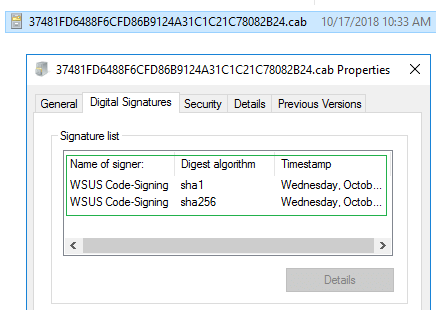 37481FD6488F6CFD86B9124A31C1C21C78082B24.cab 10/17/2018 10:33 AM
37481FD6488F6CFD86B9124A31C1C21C78082B24.cab Properties
General Digital Signatures Security Details Previous Versions
Signature list
Name of signer: Digest algorithm Timestamp
WSUS Code-Signing sha1 Wednesday, Octob...
WSUS Code-Signing sha256 Wednesday, Octob...
Details